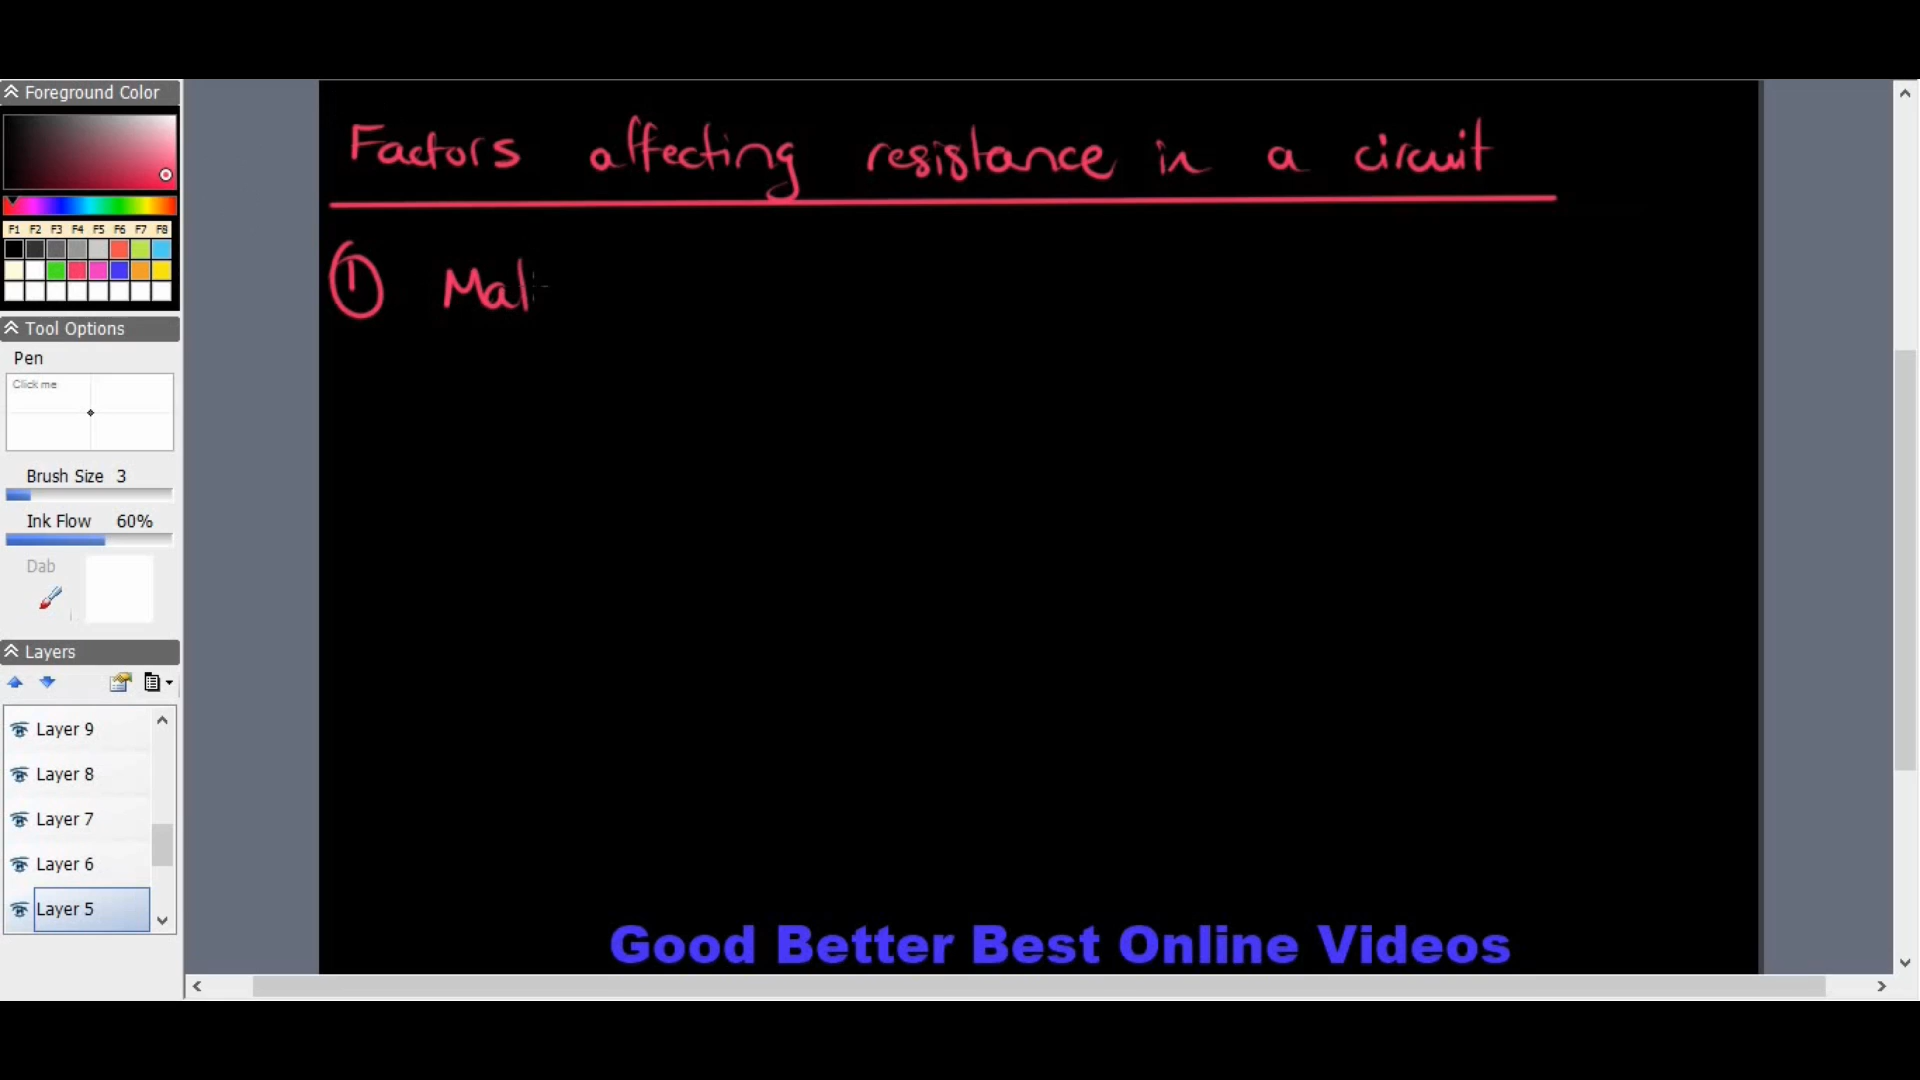 Foreground Color
F1 F2 F3 F4 F5 F6 F7 F8
Tool Options
Pen
Click me
Brush Size 3
Ink Flow 60%
Dab
Layers
Layer 9
Layer 8
Layer 7
Layer 6
Layer 5
Factors affecting resistance in a circuit
①
Good Better Best Online Videos